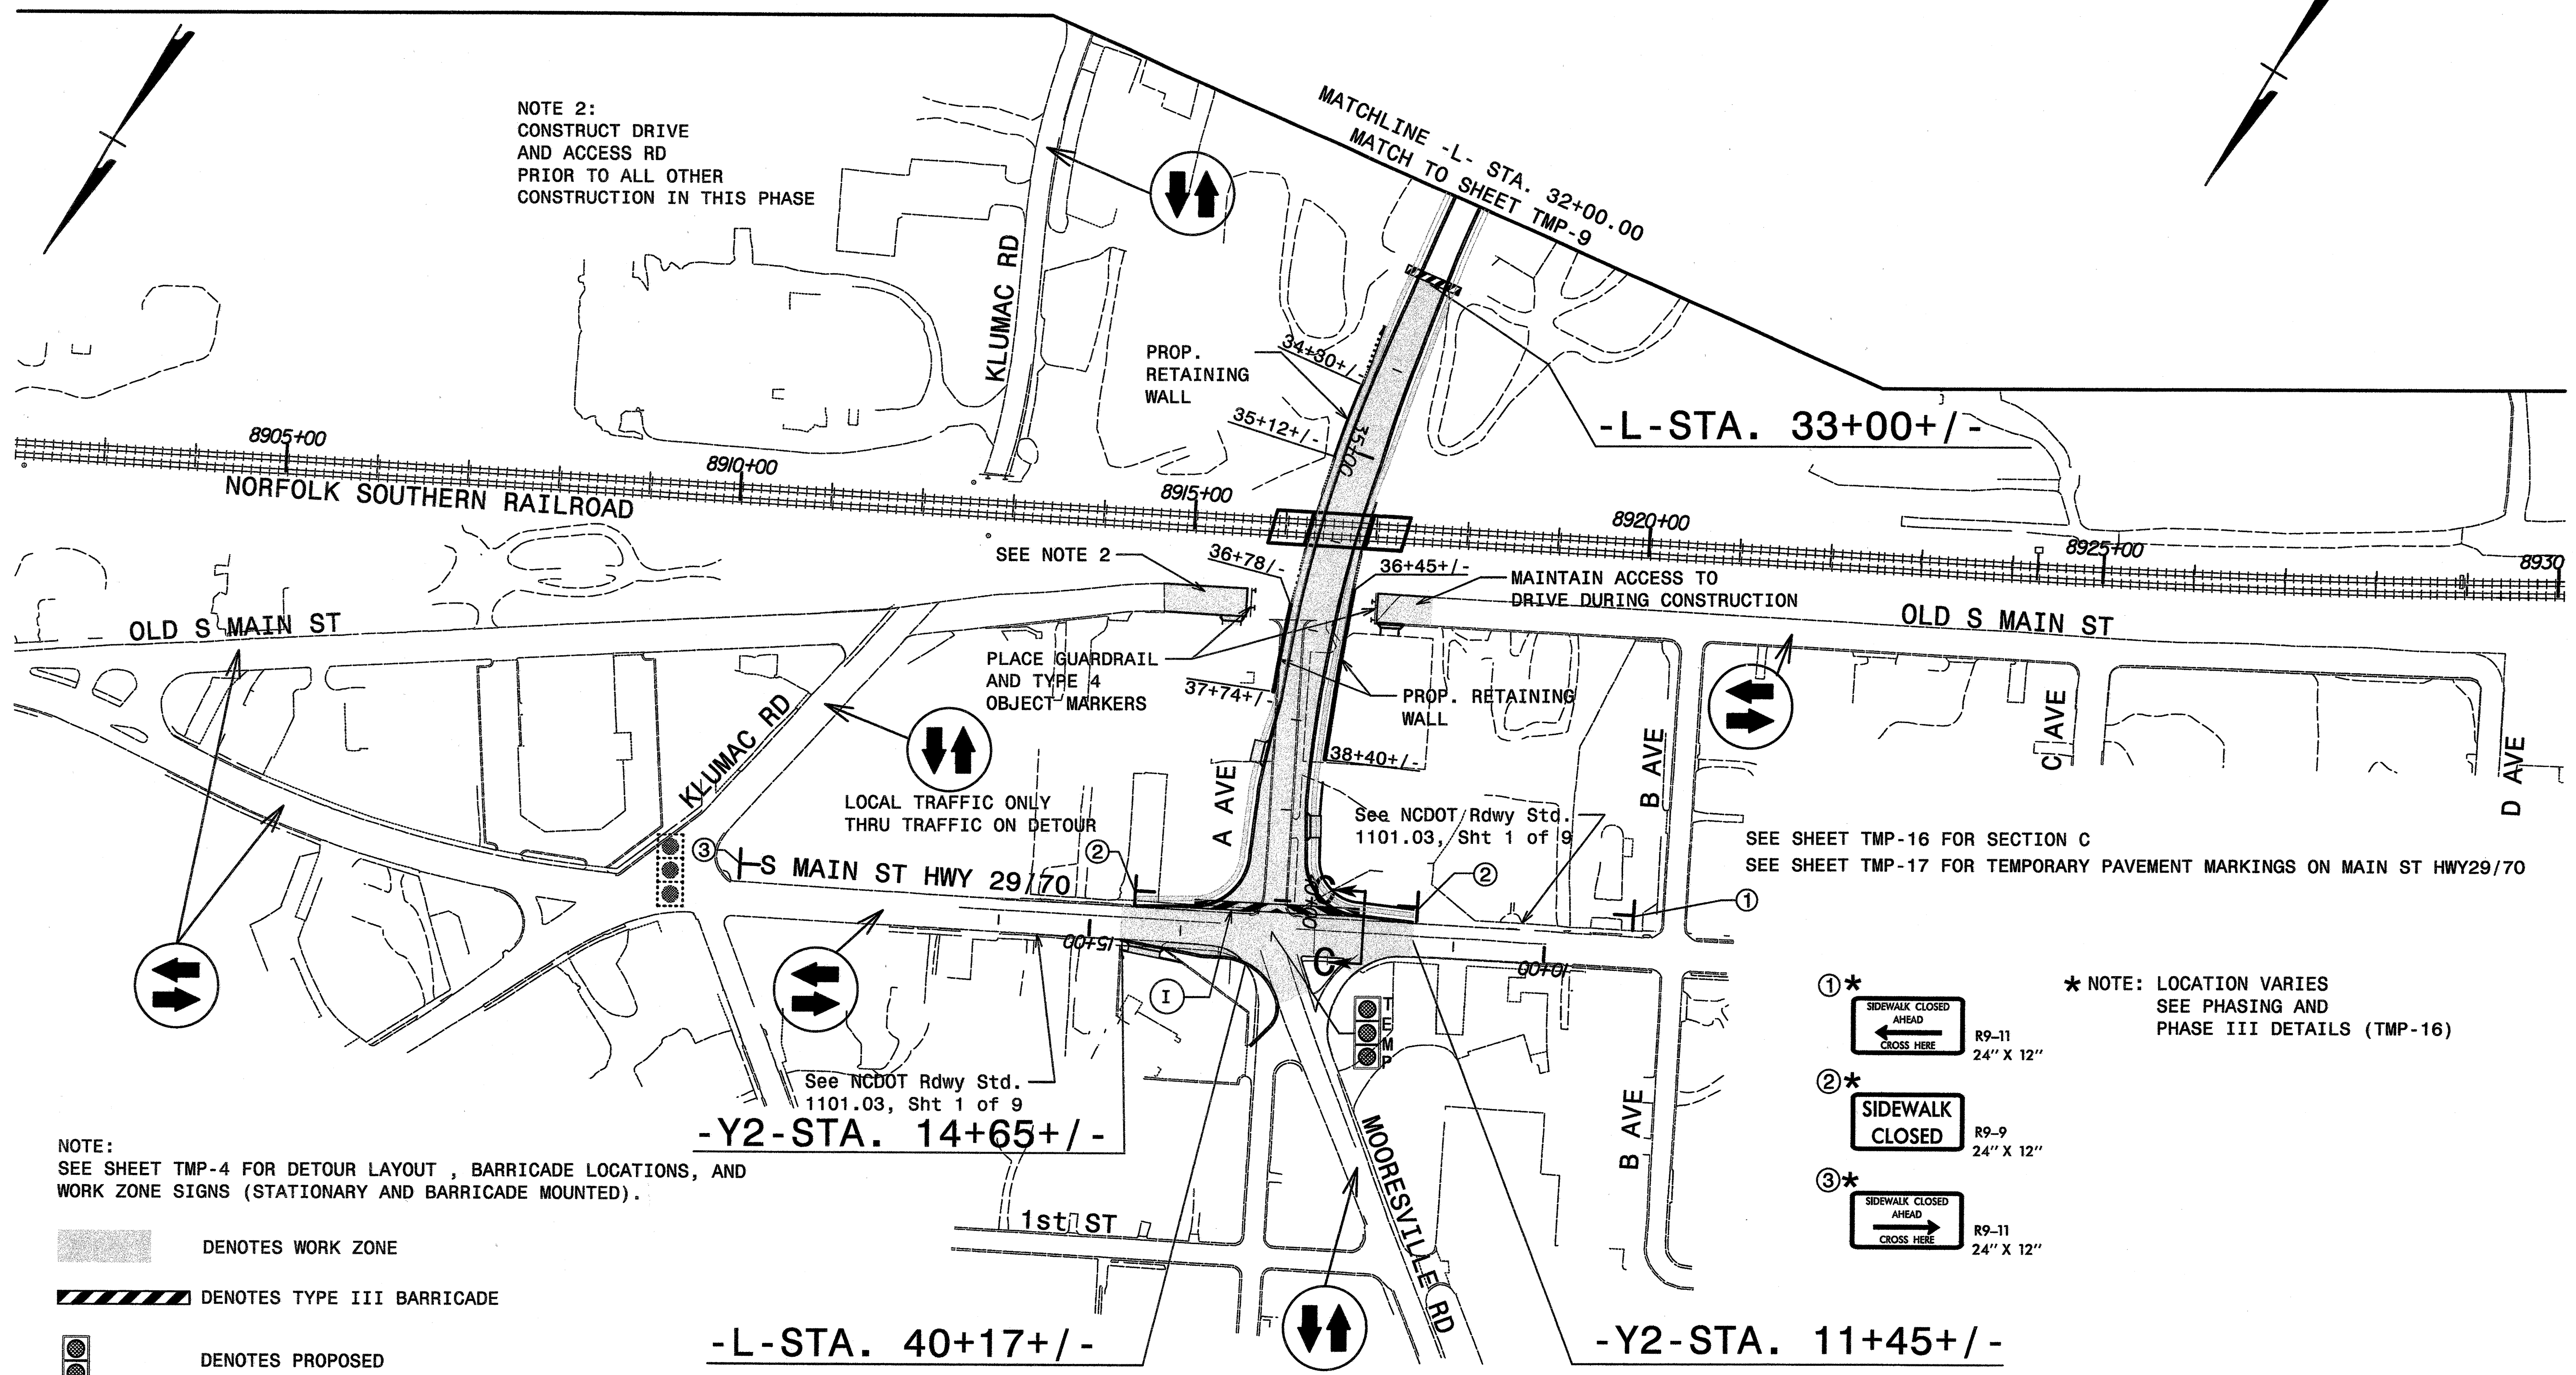 NOTE 2:
CONSTRUCT DRIVE
AND ACCESS RD
PRIOR TO ALL OTHER
CONSTRUCTION IN THIS PHASE
MATCHLINE -L- STA. 32+00.00
MATCH TO SHEET TMP-9
KLUMAC RD
PROP.
RETAINING
WALL
34+30+/-
35+12+/-
35+00
-L-STA. 33+00+/-
8905+00
8910+00
8915+00
8920+00
8925+00
8930
NORFOLK SOUTHERN RAILROAD
SEE NOTE 2
36+78/-
36+45+/-
MAINTAIN ACCESS TO
DRIVE DURING CONSTRUCTION
OLD S MAIN ST
OLD S MAIN ST
PLACE GUARDRAIL
AND TYPE 4
OBJECT MARKERS
37+74+/-
PROP. RETAINING
WALL
38+40+/-
KLUMAC RD
LOCAL TRAFFIC ONLY
THRU TRAFFIC ON DETOUR
A AVE
B AVE
C AVE
D AVE
See NCDOT Rdwy Std.
1101.03, Sht 1 of 9
SEE SHEET TMP-16 FOR SECTION C
SEE SHEET TMP-17 FOR TEMPORARY PAVEMENT MARKINGS ON MAIN ST HWY29/70
3
S MAIN ST HWY 29/70
2
2
1
C
40+00
C
15+00
10+00
I
TEMP
1*
SIDEWALK CLOSED
AHEAD
CROSS HERE
R9-11
24" X 12"
* NOTE: LOCATION VARIES
SEE PHASING AND
PHASE III DETAILS (TMP-16)
2*
SIDEWALK
CLOSED
R9-9
24" X 12"
3*
SIDEWALK CLOSED
AHEAD
CROSS HERE
R9-11
24" X 12"
See NCDOT Rdwy Std.
1101.03, Sht 1 of 9
-Y2-STA. 14+65+/-
MOORESVILLE RD
B AVE
1st ST
NOTE:
SEE SHEET TMP-4 FOR DETOUR LAYOUT , BARRICADE LOCATIONS, AND
WORK ZONE SIGNS (STATIONARY AND BARRICADE MOUNTED).
DENOTES WORK ZONE
DENOTES TYPE III BARRICADE
DENOTES PROPOSED
-L-STA. 40+17+/-
-Y2-STA. 11+45+/-